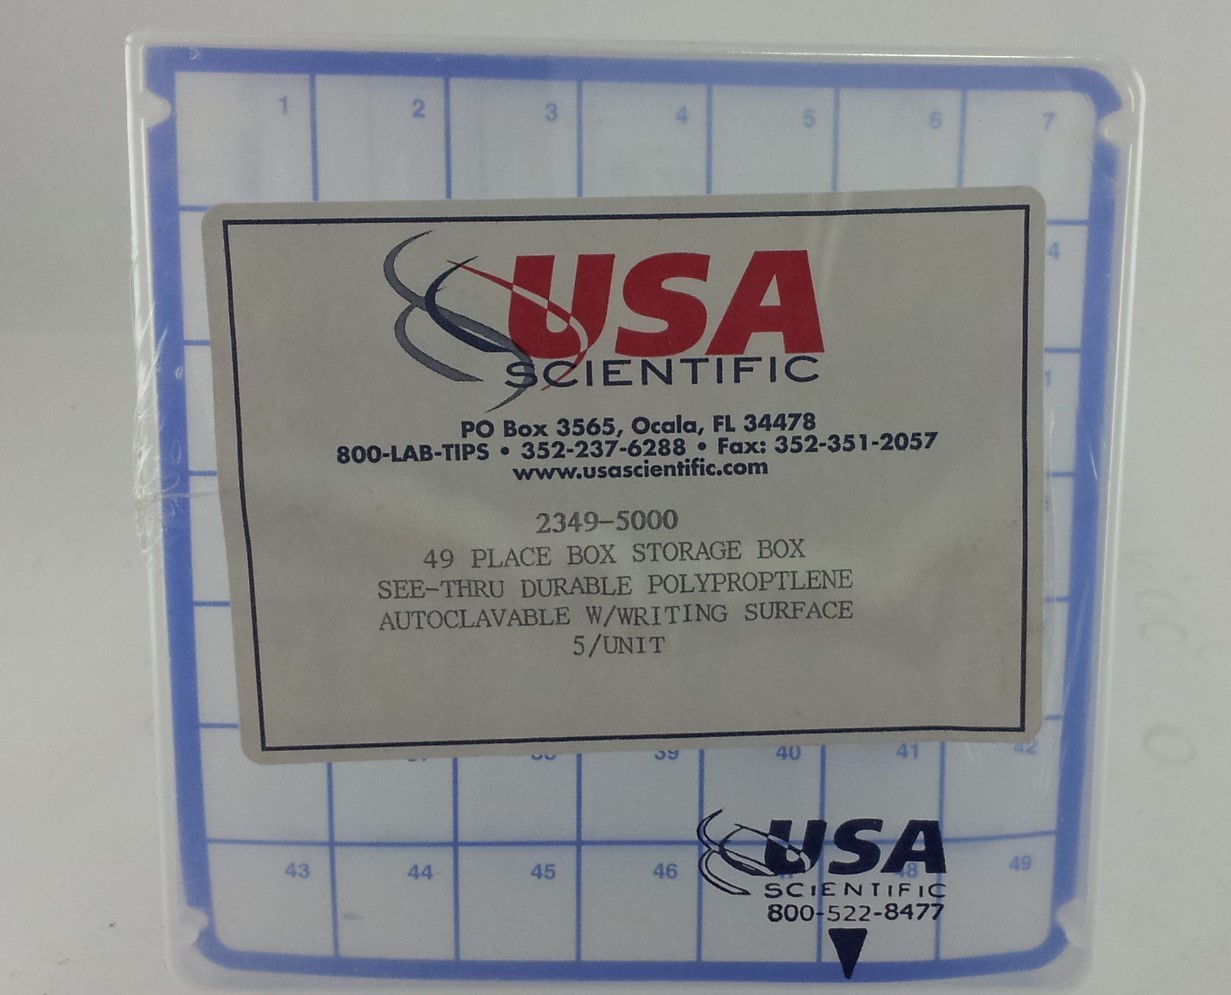 1 2 3 4 5 6 7
4
USA
SCIENTIFIC
PO Box 3565, Ocala, FL 34478
800-LAB-TIPS • 352-237-6288 • Fax: 352-351-2057
www.usascientific.com
1
2349-5000
49 PLACE BOX STORAGE BOX
SEE-THRU DURABLE POLYPROPTLENE
AUTOCLAVABLE W/WRITING SURFACE
5/UNIT
39 40 41 42
43 44 45 46 48 49
USA
SCIENTIFIC
800-522-8477